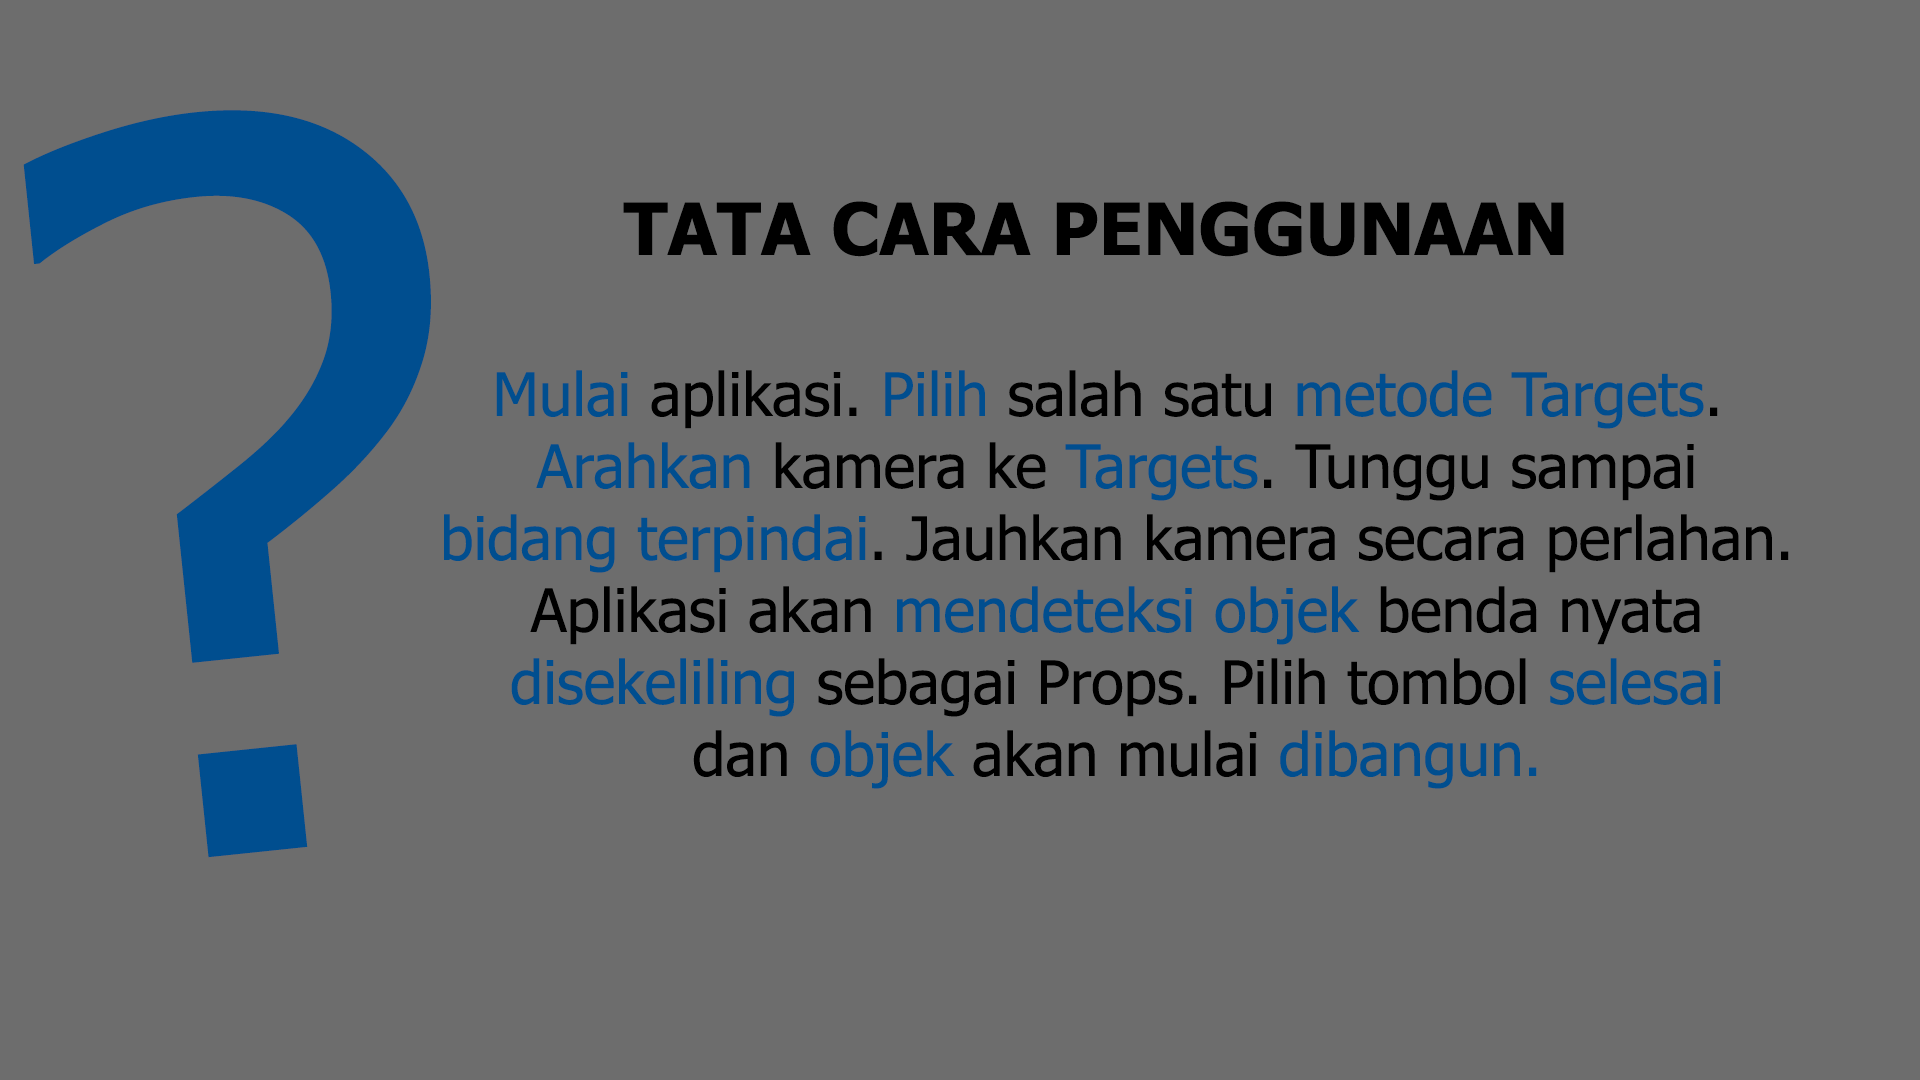 ?
TATA CARA PENGGUNAAN
Mulai aplikasi. Pilih salah satu metode Targets.
Arahkan kamera ke Targets. Tunggu sampai
bidang terpindai. Jauhkan kamera secara perlahan.
Aplikasi akan mendeteksi objek benda nyata
disekeliling sebagai Props. Pilih tombol selesai
dan objek akan mulai dibangun.